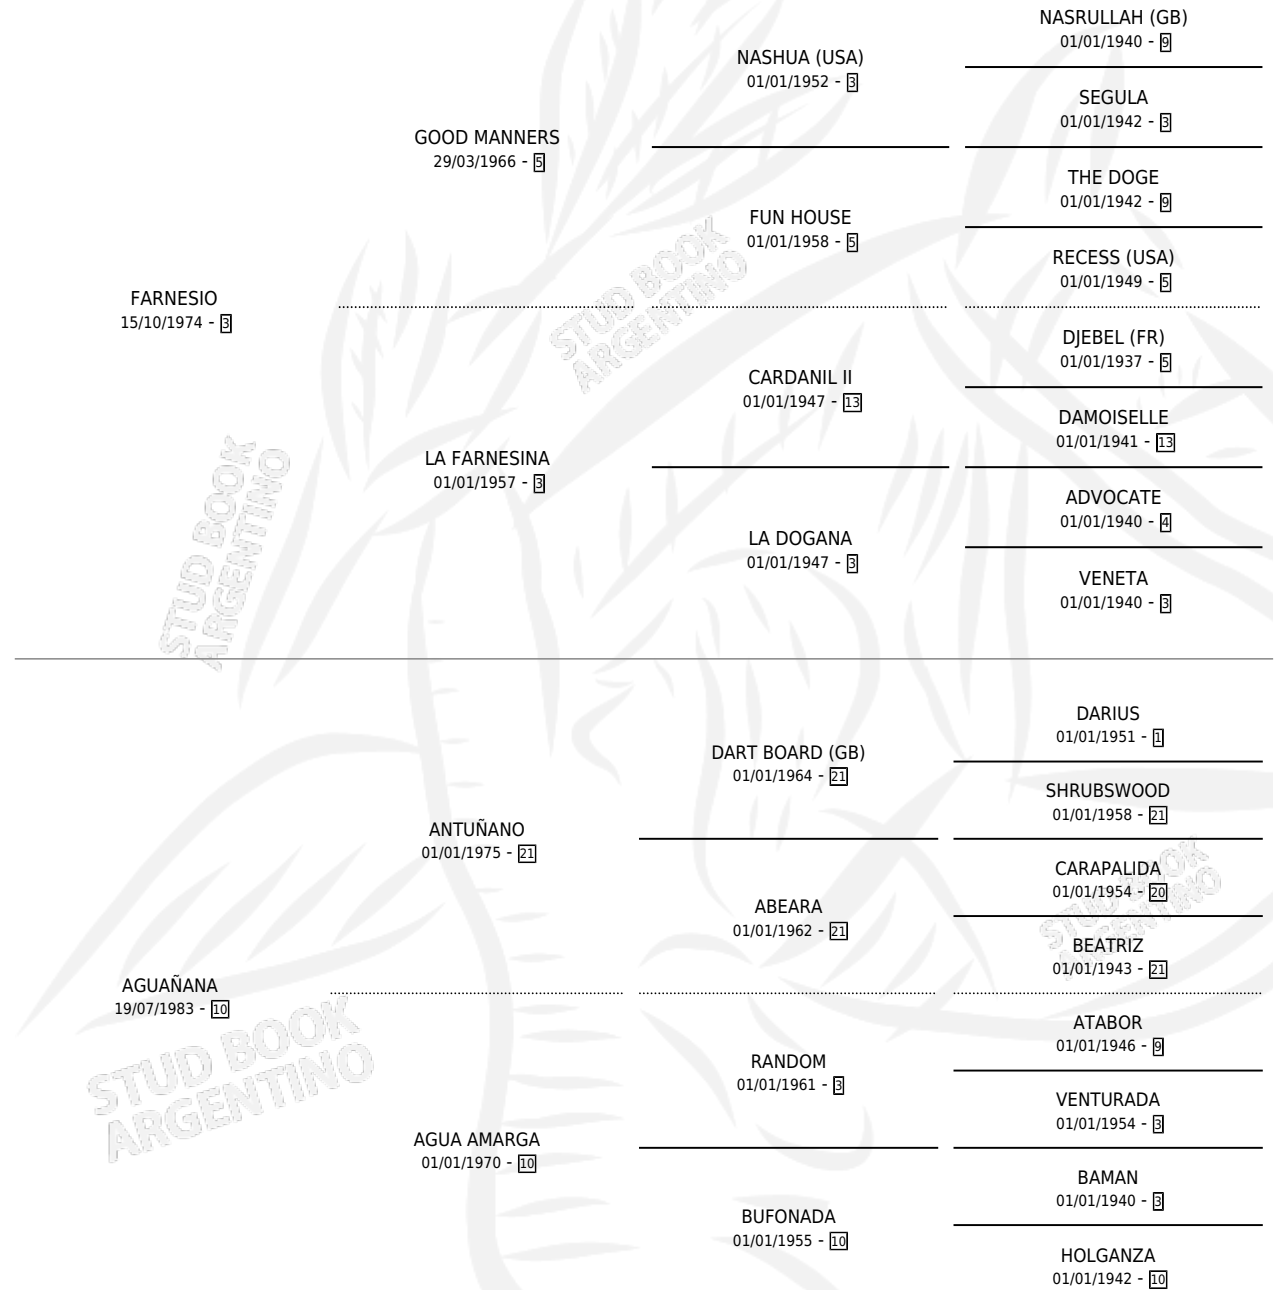 NASRULLAH (GB)
01/01/1940 - 9
NASHUA (USA)
01/01/1952 - 3
SEGULA
01/01/1942 - 3
GOOD MANNERS
29/03/1966 - 5
THE DOGE
01/01/1942 - 9
FUN HOUSE
01/01/1958 - 5
RECESS (USA)
01/01/1949 - 5
FARNESIO
15/10/1974 - 3
DJEBEL (FR)
01/01/1937 - 5
CARDANIL II
01/01/1947 - 13
DAMOISELLE
01/01/1941 - 13
LA FARNESINA
01/01/1957 - 3
ADVOCATE
01/01/1940 - 4
LA DOGANA
01/01/1947 - 3
VENETA
01/01/1940 - 3
DARIUS
01/01/1951 - 1
DART BOARD (GB)
01/01/1964 - 21
SHRUBSWOOD
01/01/1958 - 21
ANTUÑANO
01/01/1975 - 21
CARAPALIDA
01/01/1954 - 20
ABEARA
01/01/1962 - 21
BEATRIZ
01/01/1943 - 21
AGUAÑANA
19/07/1983 - 10
ATABOR
01/01/1946 - 9
RANDOM
01/01/1961 - 3
VENTURADA
01/01/1954 - 3
AGUA AMARGA
01/01/1970 - 10
BAMAN
01/01/1940 - 3
BUFONADA
01/01/1955 - 10
HOLGANZA
01/01/1942 - 10
STUD BOOK
ARGENTINO
STUD BOOK
ARGENTINO
STUD BOOK
ARGENTINO
STUD BOOK
ARGENTINO